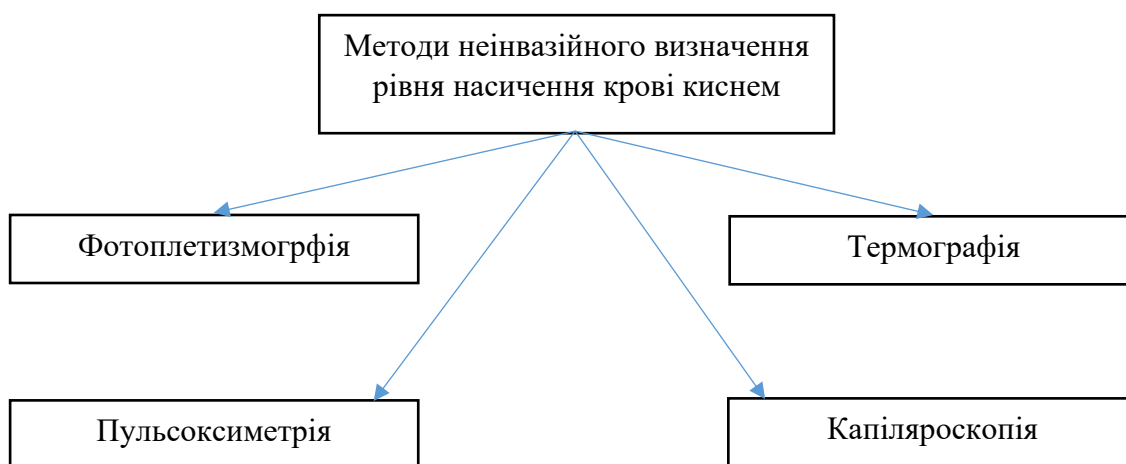 Методи неінвазійного визначення
рівня насичення крові киснем
Фотоплетизмогрфія
Термографія
Пульсоксиметрія
Капіляроскопія